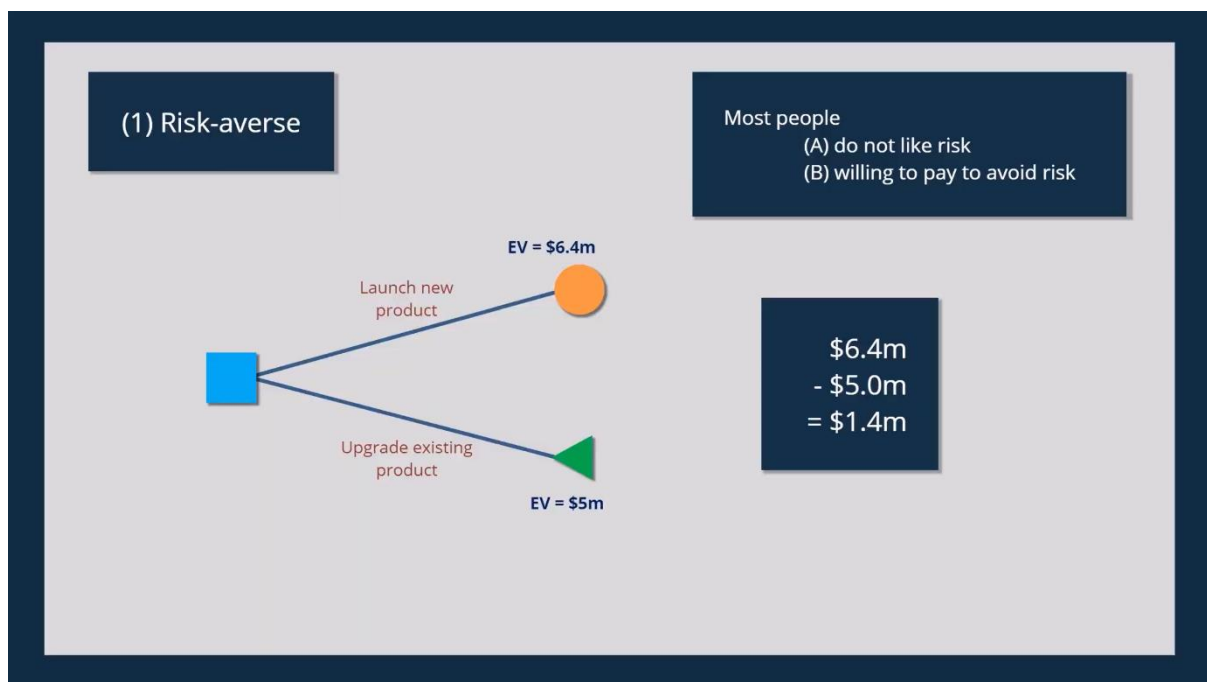 (1) Risk-averse
Most people
(A) do not like risk
(B) willing to pay to avoid risk
EV = $6.4m
Launch new
product
Upgrade existing
product
EV = $5m
$6.4m
- $5.0m
= $1.4m